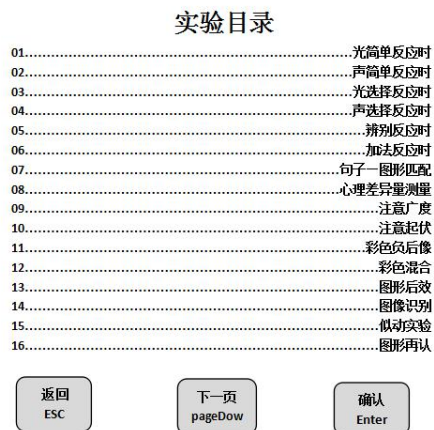 实验目录
01......................................................................光简单反应时
02......................................................................声简单反应时
03......................................................................光选择反应时
04......................................................................声选择反应时
05......................................................................辨别反应时
06......................................................................加法反应时
07......................................................................句子一图形匹配
08......................................................................心理差异量测量
09......................................................................注意广度
10......................................................................注意起伏
11......................................................................彩色负后像
12......................................................................彩色混合
13......................................................................图形后效
14......................................................................图像识别
15......................................................................似动实验
16......................................................................图形再认
返回 下一页 确认
ESC pageDow Enter